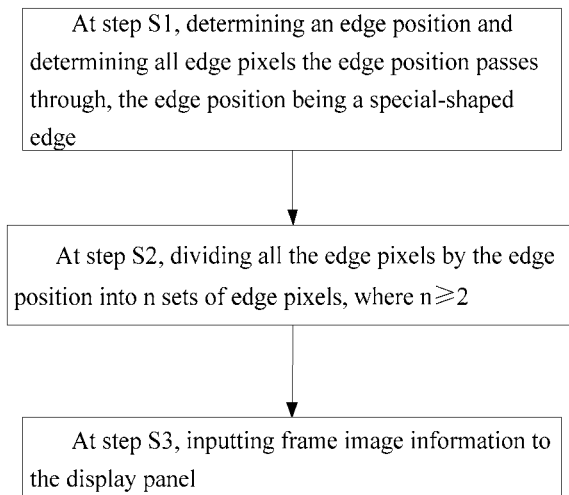 At step S1, determining an edge position and
determining all edge pixels the edge position passes
through, the edge position being a special-shaped
edge
At step S2, dividing all the edge pixels by the edge
position into n sets of edge pixels, where n≥2
At step S3, inputting frame image information to
the display panel